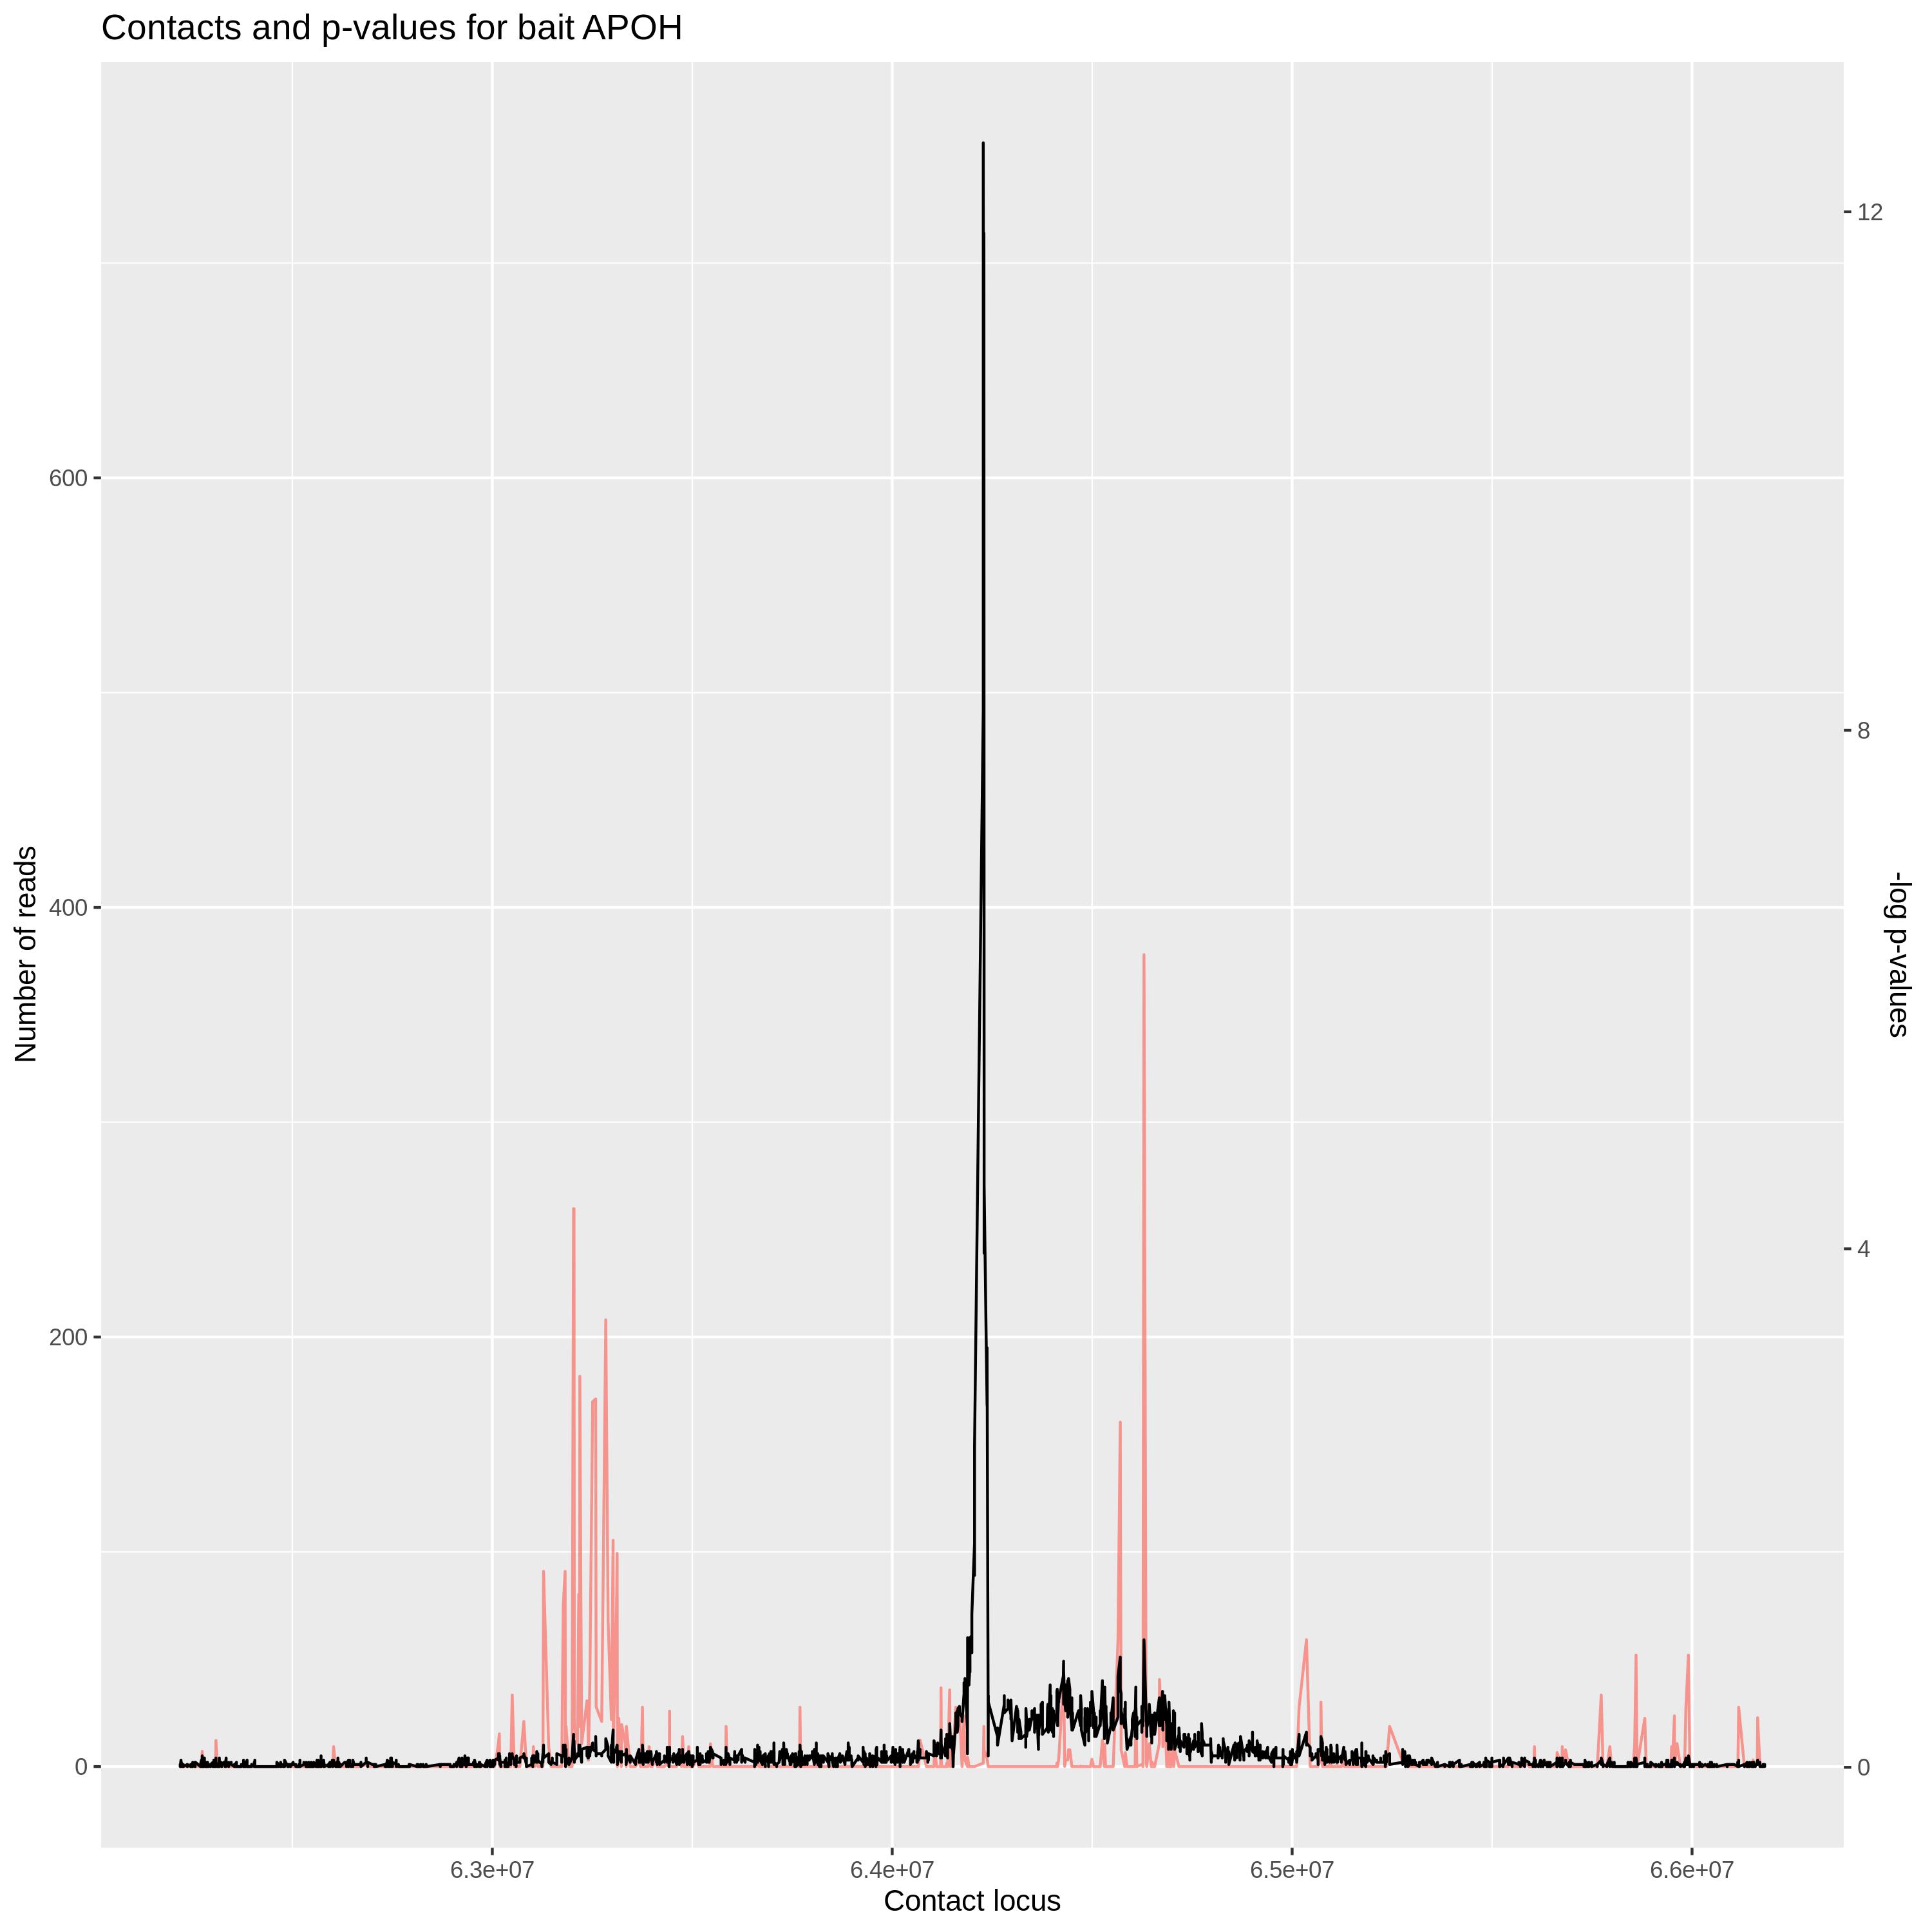 Contacts and p-values for bait APOH
12
600
8
Number of reads
-log p-values
400
4
200
0
0
6.3e+07
6.4e+07
6.5e+07
6.6e+07
Contact locus